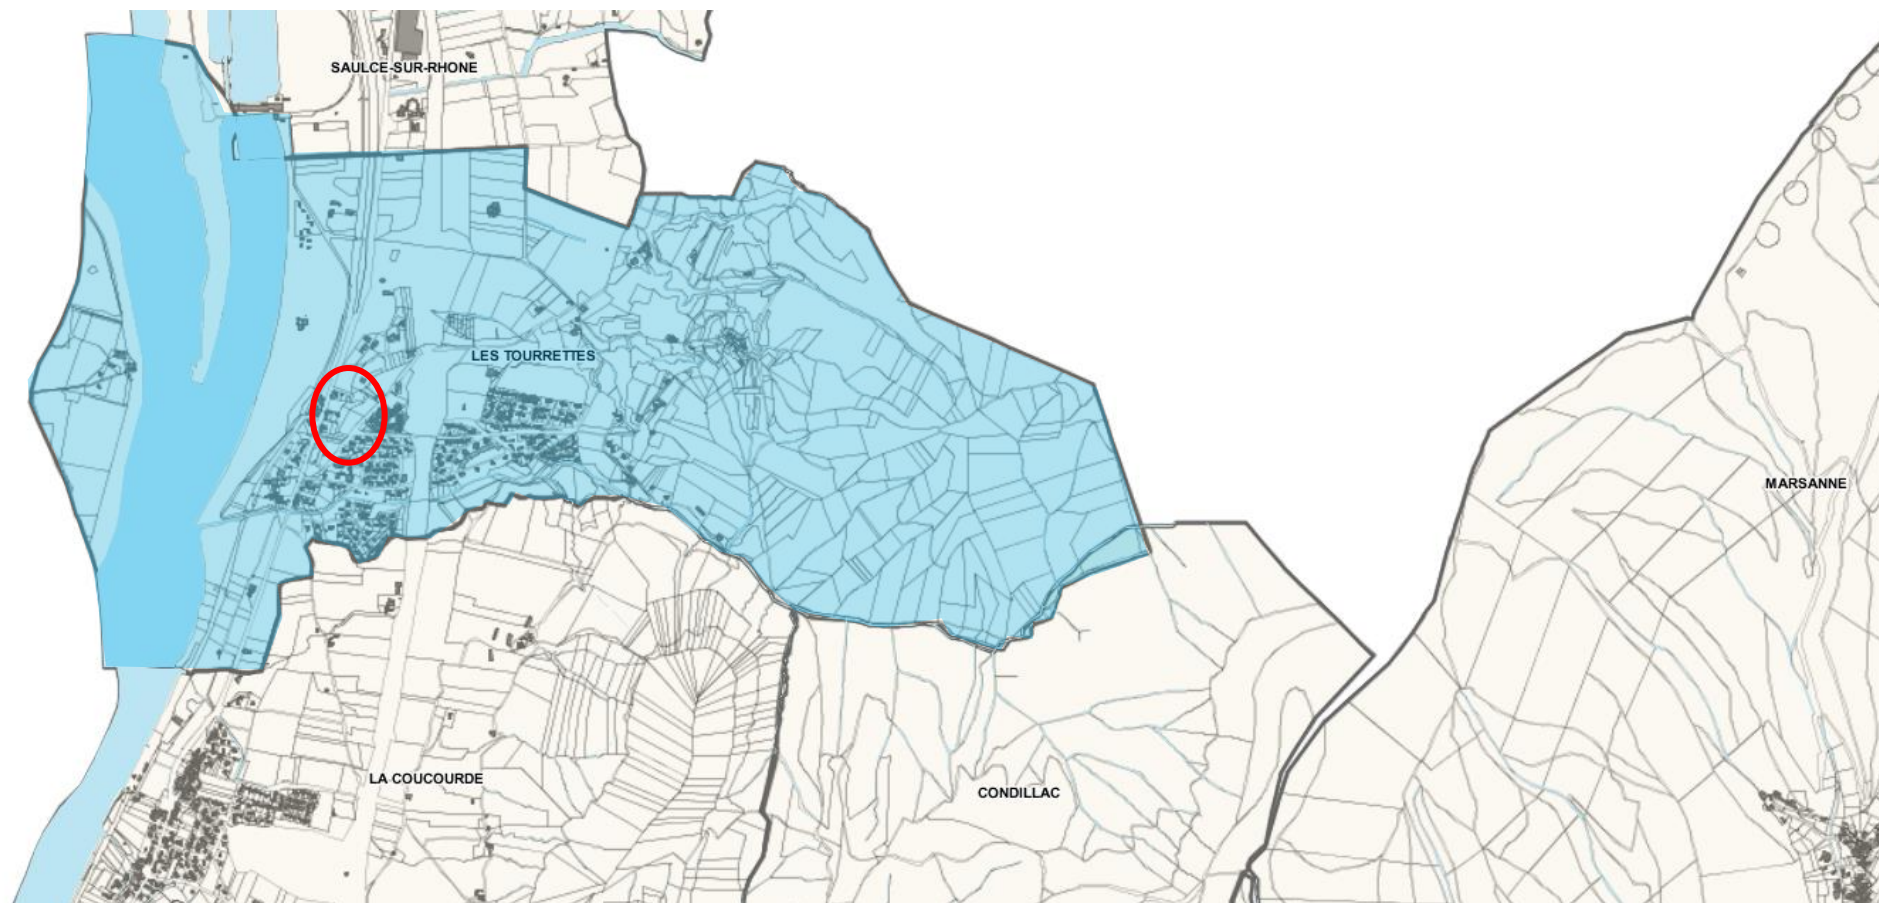 SAULCE-SUR-RHONE
LES TOURRETTES
MARSANNE
LA COUCOURDE
CONDILLAC